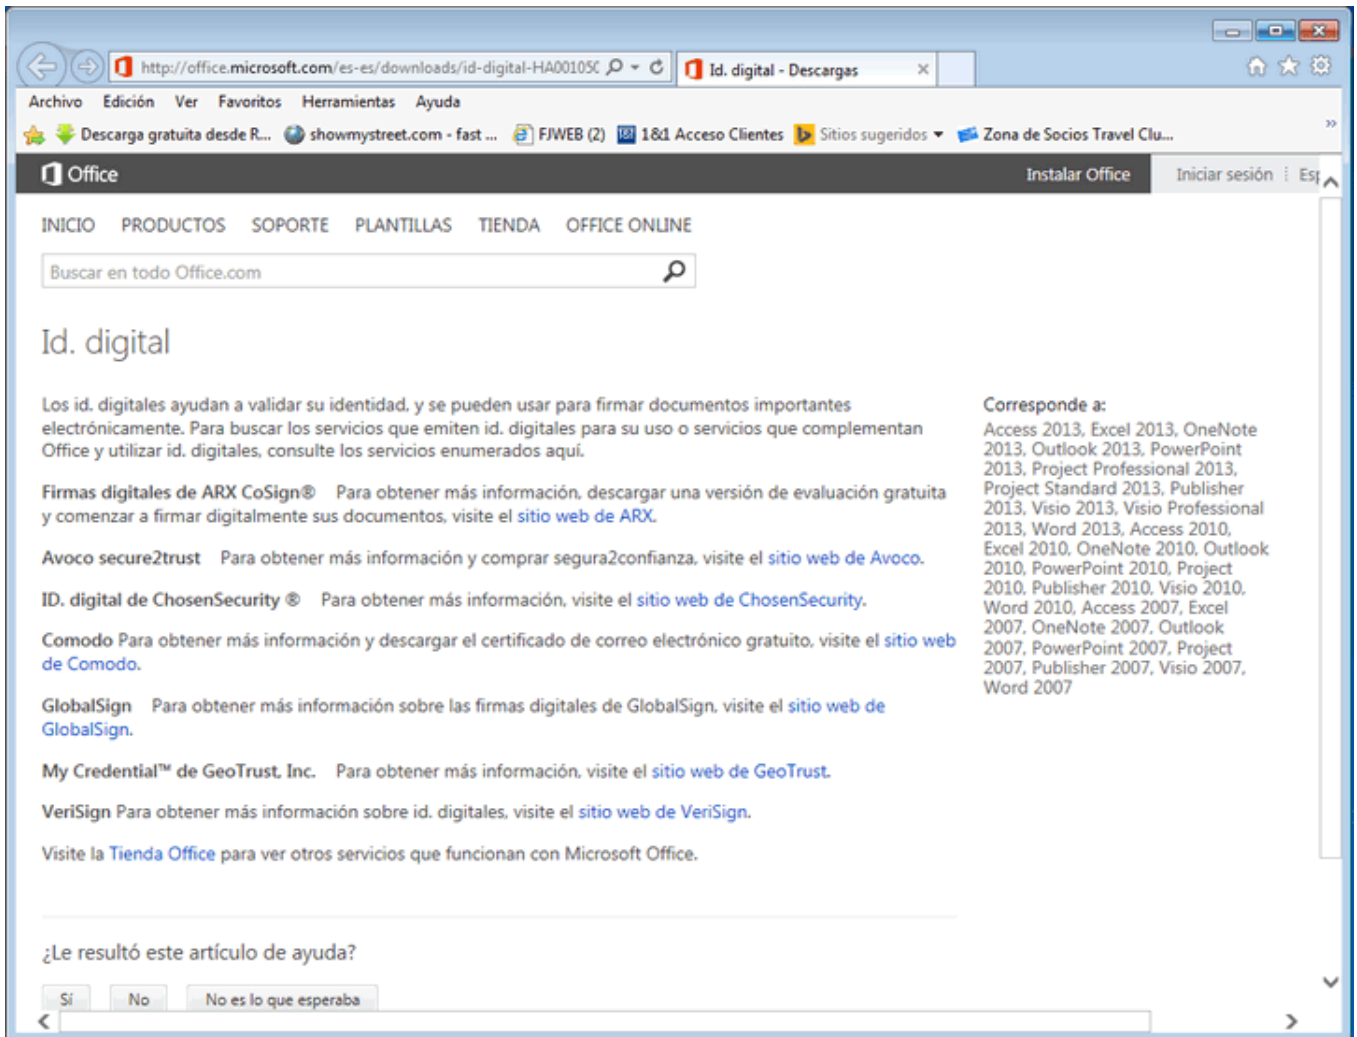 http://office.microsoft.com/es-es/downloads/id-digital-HA00105C
Id. digital - Descargas
Archivo Edición Ver Favoritos Herramientas Ayuda
Descarga gratuita desde R... showmystreet.com - fast ... FJWEB (2) 1&1 Acceso Clientes Sitios sugeridos Zona de Socios Travel Clu...
Office Instalar Office Iniciar sesión Esp
INICIO PRODUCTOS SOPORTE PLANTILLAS TIENDA OFFICE ONLINE
Buscar en todo Office.com
Id. digital
Los id. digitales ayudan a validar su identidad, y se pueden usar para firmar documentos importantes
electrónicamente. Para buscar los servicios que emiten id. digitales para su uso o servicios que complementan
Office y utilizar id. digitales, consulte los servicios enumerados aquí.
Firmas digitales de ARX CoSign® Para obtener más información, descargar una versión de evaluación gratuita
y comenzar a firmar digitalmente sus documentos, visite el sitio web de ARX.
Avoco secure2trust Para obtener más información y comprar segura2confianza, visite el sitio web de Avoco.
ID. digital de ChosenSecurity ® Para obtener más información, visite el sitio web de ChosenSecurity.
Comodo Para obtener más información y descargar el certificado de correo electrónico gratuito, visite el sitio web
de Comodo.
GlobalSign Para obtener más información sobre las firmas digitales de GlobalSign, visite el sitio web de
GlobalSign.
My Credential™ de GeoTrust, Inc. Para obtener más información, visite el sitio web de GeoTrust.
VeriSign Para obtener más información sobre id. digitales, visite el sitio web de VeriSign.
Visite la Tienda Office para ver otros servicios que funcionan con Microsoft Office.
Corresponde a:
Access 2013, Excel 2013, OneNote
2013, Outlook 2013, PowerPoint
2013, Project Professional 2013,
Project Standard 2013, Publisher
2013, Visio 2013, Visio Professional
2013, Word 2013, Access 2010,
Excel 2010, OneNote 2010, Outlook
2010, PowerPoint 2010, Project
2010, Publisher 2010, Visio 2010,
Word 2010, Access 2007, Excel
2007, OneNote 2007, Outlook
2007, PowerPoint 2007, Project
2007, Publisher 2007, Visio 2007,
Word 2007
¿Le resultó este artículo de ayuda?
Sí No No es lo que esperaba